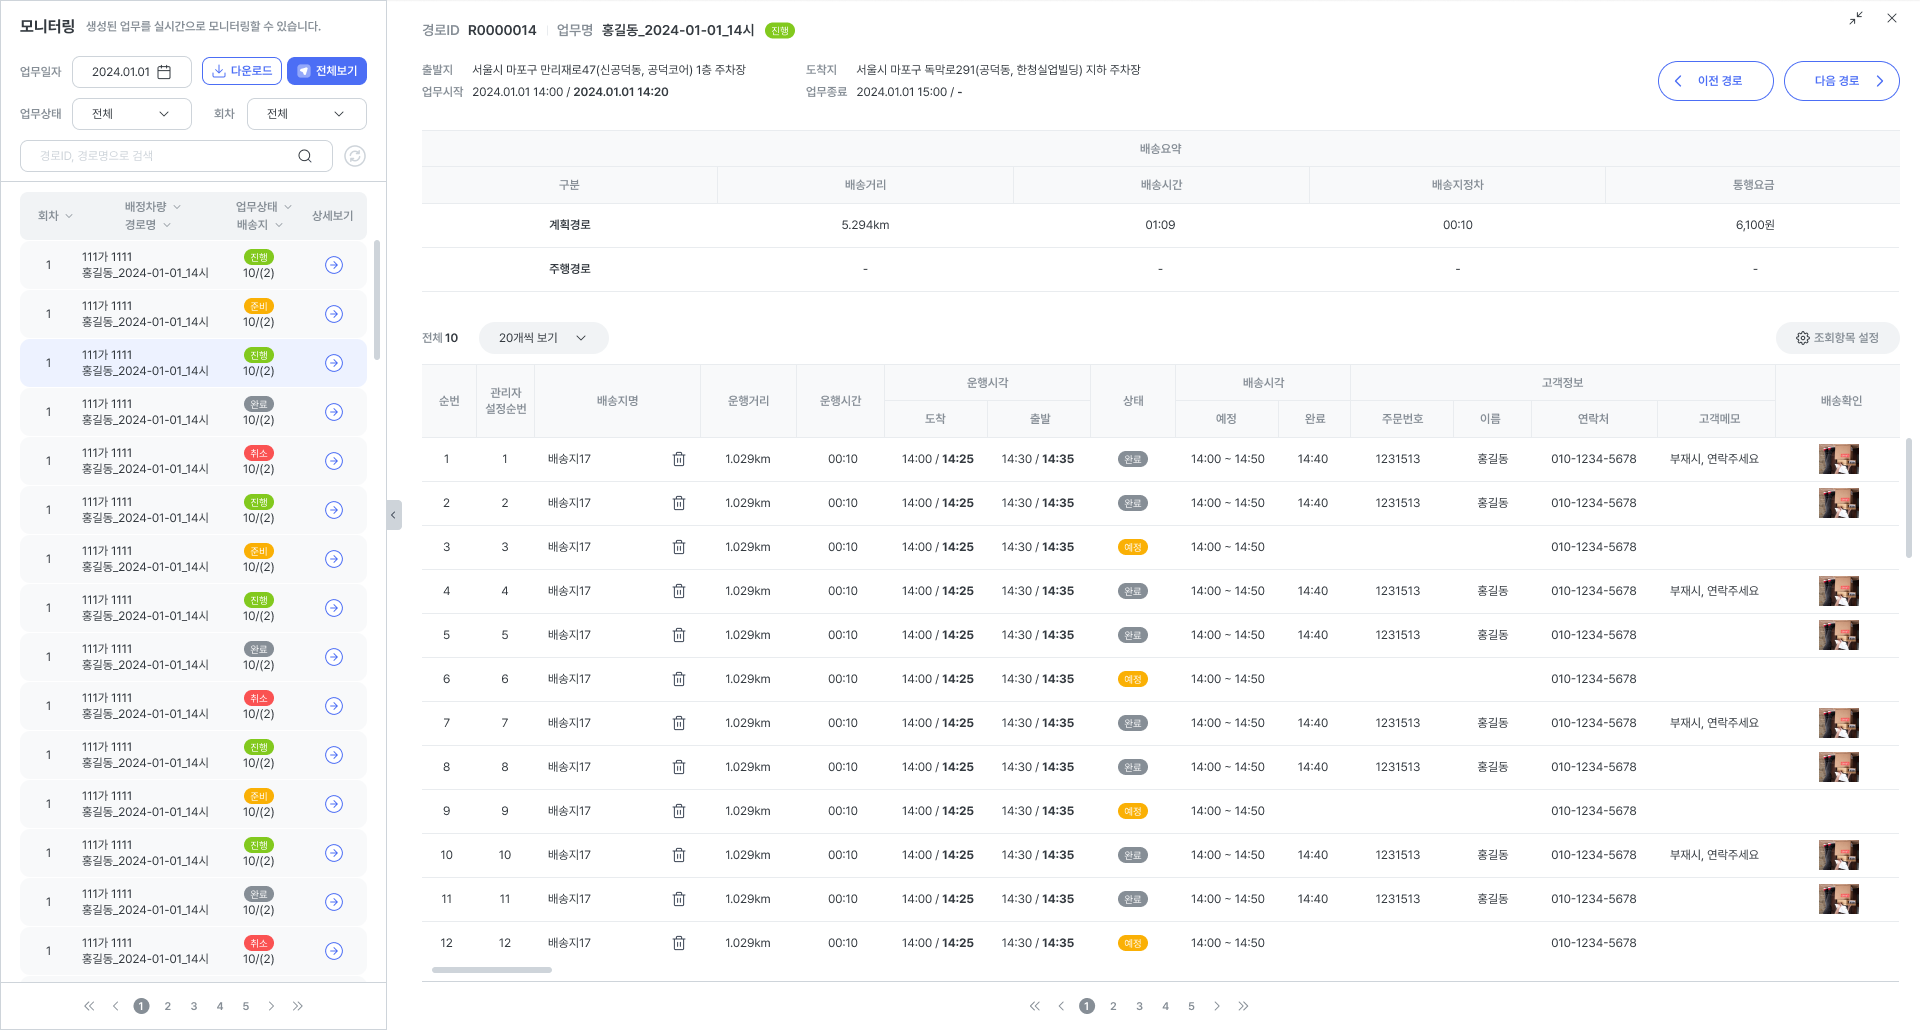 모니터링 생성된 업무를 실시간으로 모니터링할 수 있습니다.
업무일자 2024.01.01 다운로드 전체보기
업무상태 전체 회차 전체
경로ID, 경로명으로 검색
회차 배정차량 경로명 업무상태 배송지 상세보기
1 111가 1111 진행
홍길동_2024-01-01_14시 10/(2)
1 111가 1111 준비
홍길동_2024-01-01_14시 10/(2)
1 111가 1111 진행
홍길동_2024-01-01_14시 10/(2)
1 111가 1111 완료
홍길동_2024-01-01_14시 10/(2)
1 111가 1111 취소
홍길동_2024-01-01_14시 10/(2)
1 111가 1111 진행
홍길동_2024-01-01_14시 10/(2)
1 111가 1111 준비
홍길동_2024-01-01_14시 10/(2)
1 111가 1111 진행
홍길동_2024-01-01_14시 10/(2)
1 111가 1111 완료
홍길동_2024-01-01_14시 10/(2)
1 111가 1111 취소
홍길동_2024-01-01_14시 10/(2)
1 111가 1111 진행
홍길동_2024-01-01_14시 10/(2)
1 111가 1111 준비
홍길동_2024-01-01_14시 10/(2)
1 111가 1111 진행
홍길동_2024-01-01_14시 10/(2)
1 111가 1111 완료
홍길동_2024-01-01_14시 10/(2)
1 111가 1111 취소
홍길동_2024-01-01_14시 10/(2)
1 2 3 4 5
경로ID R0000014 업무명 홍길동_2024-01-01_14시 진행
출발지 서울시 마포구 만리재로47(신공덕동, 공덕코어) 1층 주차장 도착지 서울시 마포구 독막로291(공덕동, 한청실업빌딩) 지하 주차장
업무시작 2024.01.01 14:00 / 2024.01.01 14:20 업무종료 2024.01.01 15:00 / -
이전 경로 다음 경로
배송요약
구분 배송거리 배송시간 배송지정차 통행요금
계획경로 5.294km 01:09 00:10 6,100원
주행경로 - - - -
전체 10 20개씩 보기 조회항목 설정
순번 관리자 설정순번 배송지명 운행거리 운행시간 운행시각 상태 배송시각 고객정보 배송확인
도착 출발 예정 완료 주문번호 이름 연락처 고객메모
1 1 배송지17 1.029km 00:10 14:00 / 14:25 14:30 / 14:35 완료 14:00 ~ 14:50 14:40 1231513 홍길동 010-1234-5678 부재시, 연락주세요
2 2 배송지17 1.029km 00:10 14:00 / 14:25 14:30 / 14:35 완료 14:00 ~ 14:50 14:40 1231513 홍길동 010-1234-5678
3 3 배송지17 1.029km 00:10 14:00 / 14:25 14:30 / 14:35 예정 14:00 ~ 14:50 010-1234-5678
4 4 배송지17 1.029km 00:10 14:00 / 14:25 14:30 / 14:35 완료 14:00 ~ 14:50 14:40 1231513 홍길동 010-1234-5678 부재시, 연락주세요
5 5 배송지17 1.029km 00:10 14:00 / 14:25 14:30 / 14:35 완료 14:00 ~ 14:50 14:40 1231513 홍길동 010-1234-5678
6 6 배송지17 1.029km 00:10 14:00 / 14:25 14:30 / 14:35 예정 14:00 ~ 14:50 010-1234-5678
7 7 배송지17 1.029km 00:10 14:00 / 14:25 14:30 / 14:35 완료 14:00 ~ 14:50 14:40 1231513 홍길동 010-1234-5678 부재시, 연락주세요
8 8 배송지17 1.029km 00:10 14:00 / 14:25 14:30 / 14:35 완료 14:00 ~ 14:50 14:40 1231513 홍길동 010-1234-5678
9 9 배송지17 1.029km 00:10 14:00 / 14:25 14:30 / 14:35 예정 14:00 ~ 14:50 010-1234-5678
10 10 배송지17 1.029km 00:10 14:00 / 14:25 14:30 / 14:35 완료 14:00 ~ 14:50 14:40 1231513 홍길동 010-1234-5678 부재시, 연락주세요
11 11 배송지17 1.029km 00:10 14:00 / 14:25 14:30 / 14:35 완료 14:00 ~ 14:50 14:40 1231513 홍길동 010-1234-5678
12 12 배송지17 1.029km 00:10 14:00 / 14:25 14:30 / 14:35 예정 14:00 ~ 14:50 010-1234-5678
1 2 3 4 5